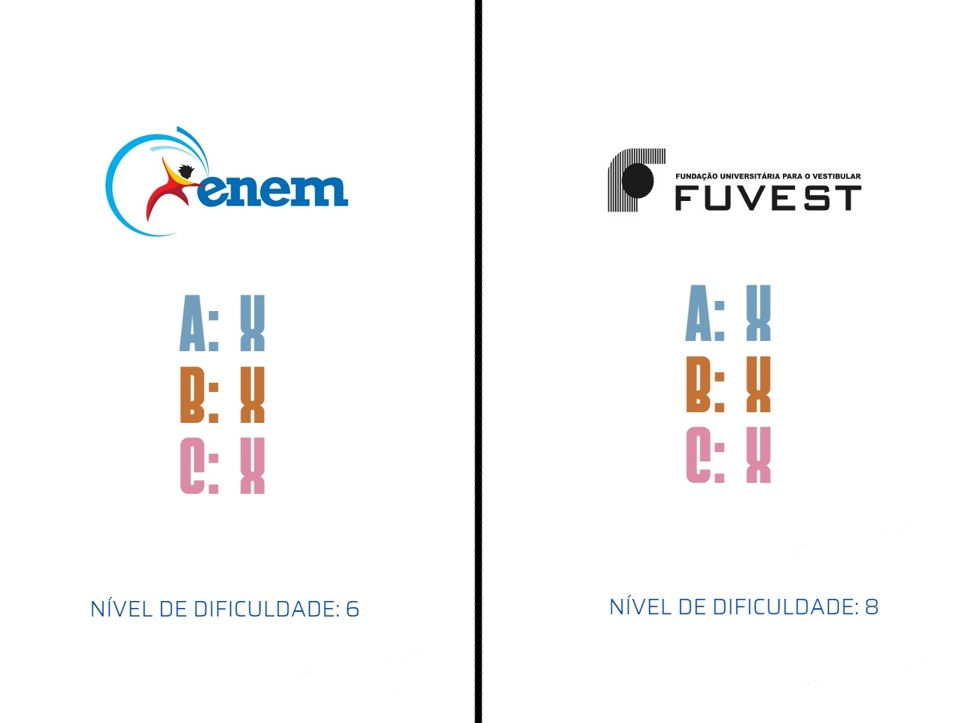 enem
A: X
B: X
C: X
NÍVEL DE DIFICULDADE: 6
FUNDAÇÃO UNIVERSITÁRIA PARA O VESTIBULAR
FUVEST
A: X
B: X
C: X
NÍVEL DE DIFICULDADE: 8